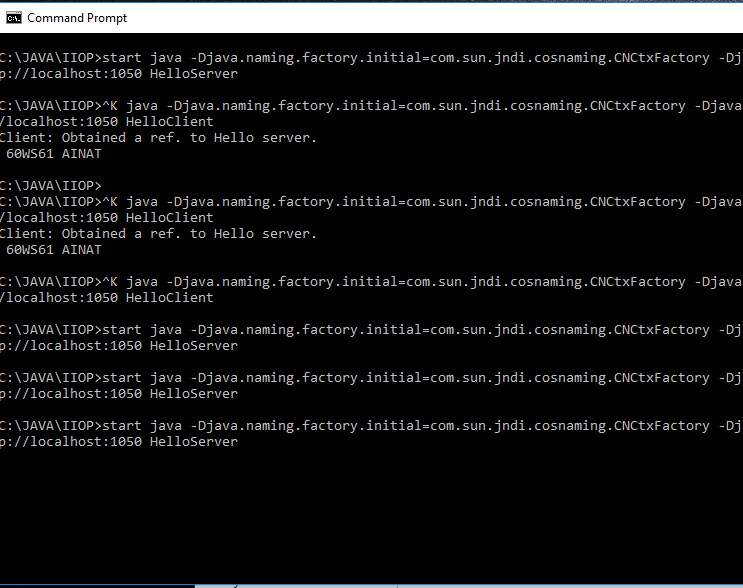 Command Prompt
C:\JAVA\IIOP>start java -Djava.naming.factory.initial=com.sun.jndi.cosnaming.CNCtxFactory -Dj
p://localhost:1050 HelloServer
C:\JAVA\IIOP>^K java -Djava.naming.factory.initial=com.sun.jndi.cosnaming.CNCtxFactory -Djava
/localhost:1050 HelloClient
Client: Obtained a ref. to Hello server.
60WS61 AINAT
C:\JAVA\IIOP>
C:\JAVA\IIOP>^K java -Djava.naming.factory.initial=com.sun.jndi.cosnaming.CNCtxFactory -Djava
/localhost:1050 HelloClient
Client: Obtained a ref. to Hello server.
60WS61 AINAT
C:\JAVA\IIOP>^K java -Djava.naming.factory.initial=com.sun.jndi.cosnaming.CNCtxFactory -Djava
/localhost:1050 HelloClient
C:\JAVA\IIOP>start java -Djava.naming.factory.initial=com.sun.jndi.cosnaming.CNCtxFactory -Dj
p://localhost:1050 HelloServer
C:\JAVA\IIOP>start java -Djava.naming.factory.initial=com.sun.jndi.cosnaming.CNCtxFactory -Dj
p://localhost:1050 HelloServer
C:\JAVA\IIOP>start java -Djava.naming.factory.initial=com.sun.jndi.cosnaming.CNCtxFactory -Dj
p://localhost:1050 HelloServer